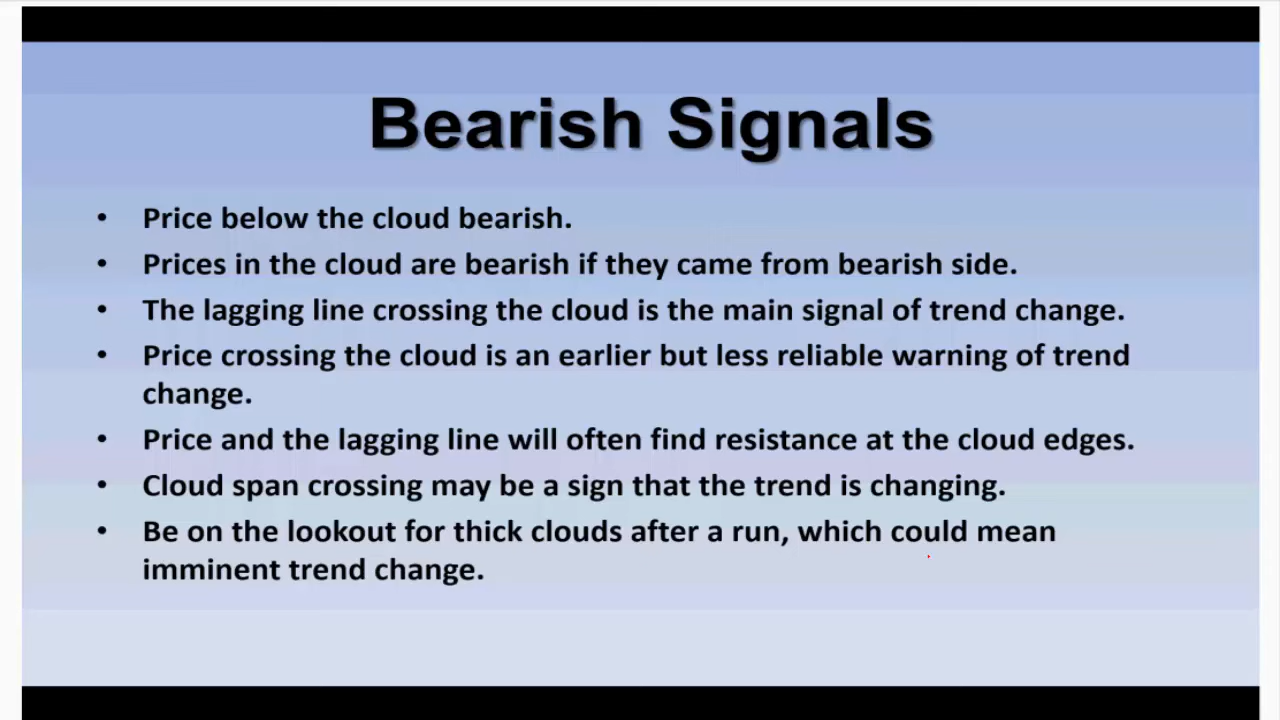 Bearish Signals
• Price below the cloud bearish.
• Prices in the cloud are bearish if they came from bearish side.
• The lagging line crossing the cloud is the main signal of trend change.
• Price crossing the cloud is an earlier but less reliable warning of trend
change.
• Price and the lagging line will often find resistance at the cloud edges.
• Cloud span crossing may be a sign that the trend is changing.
• Be on the lookout for thick clouds after a run, which could mean
imminent trend change.